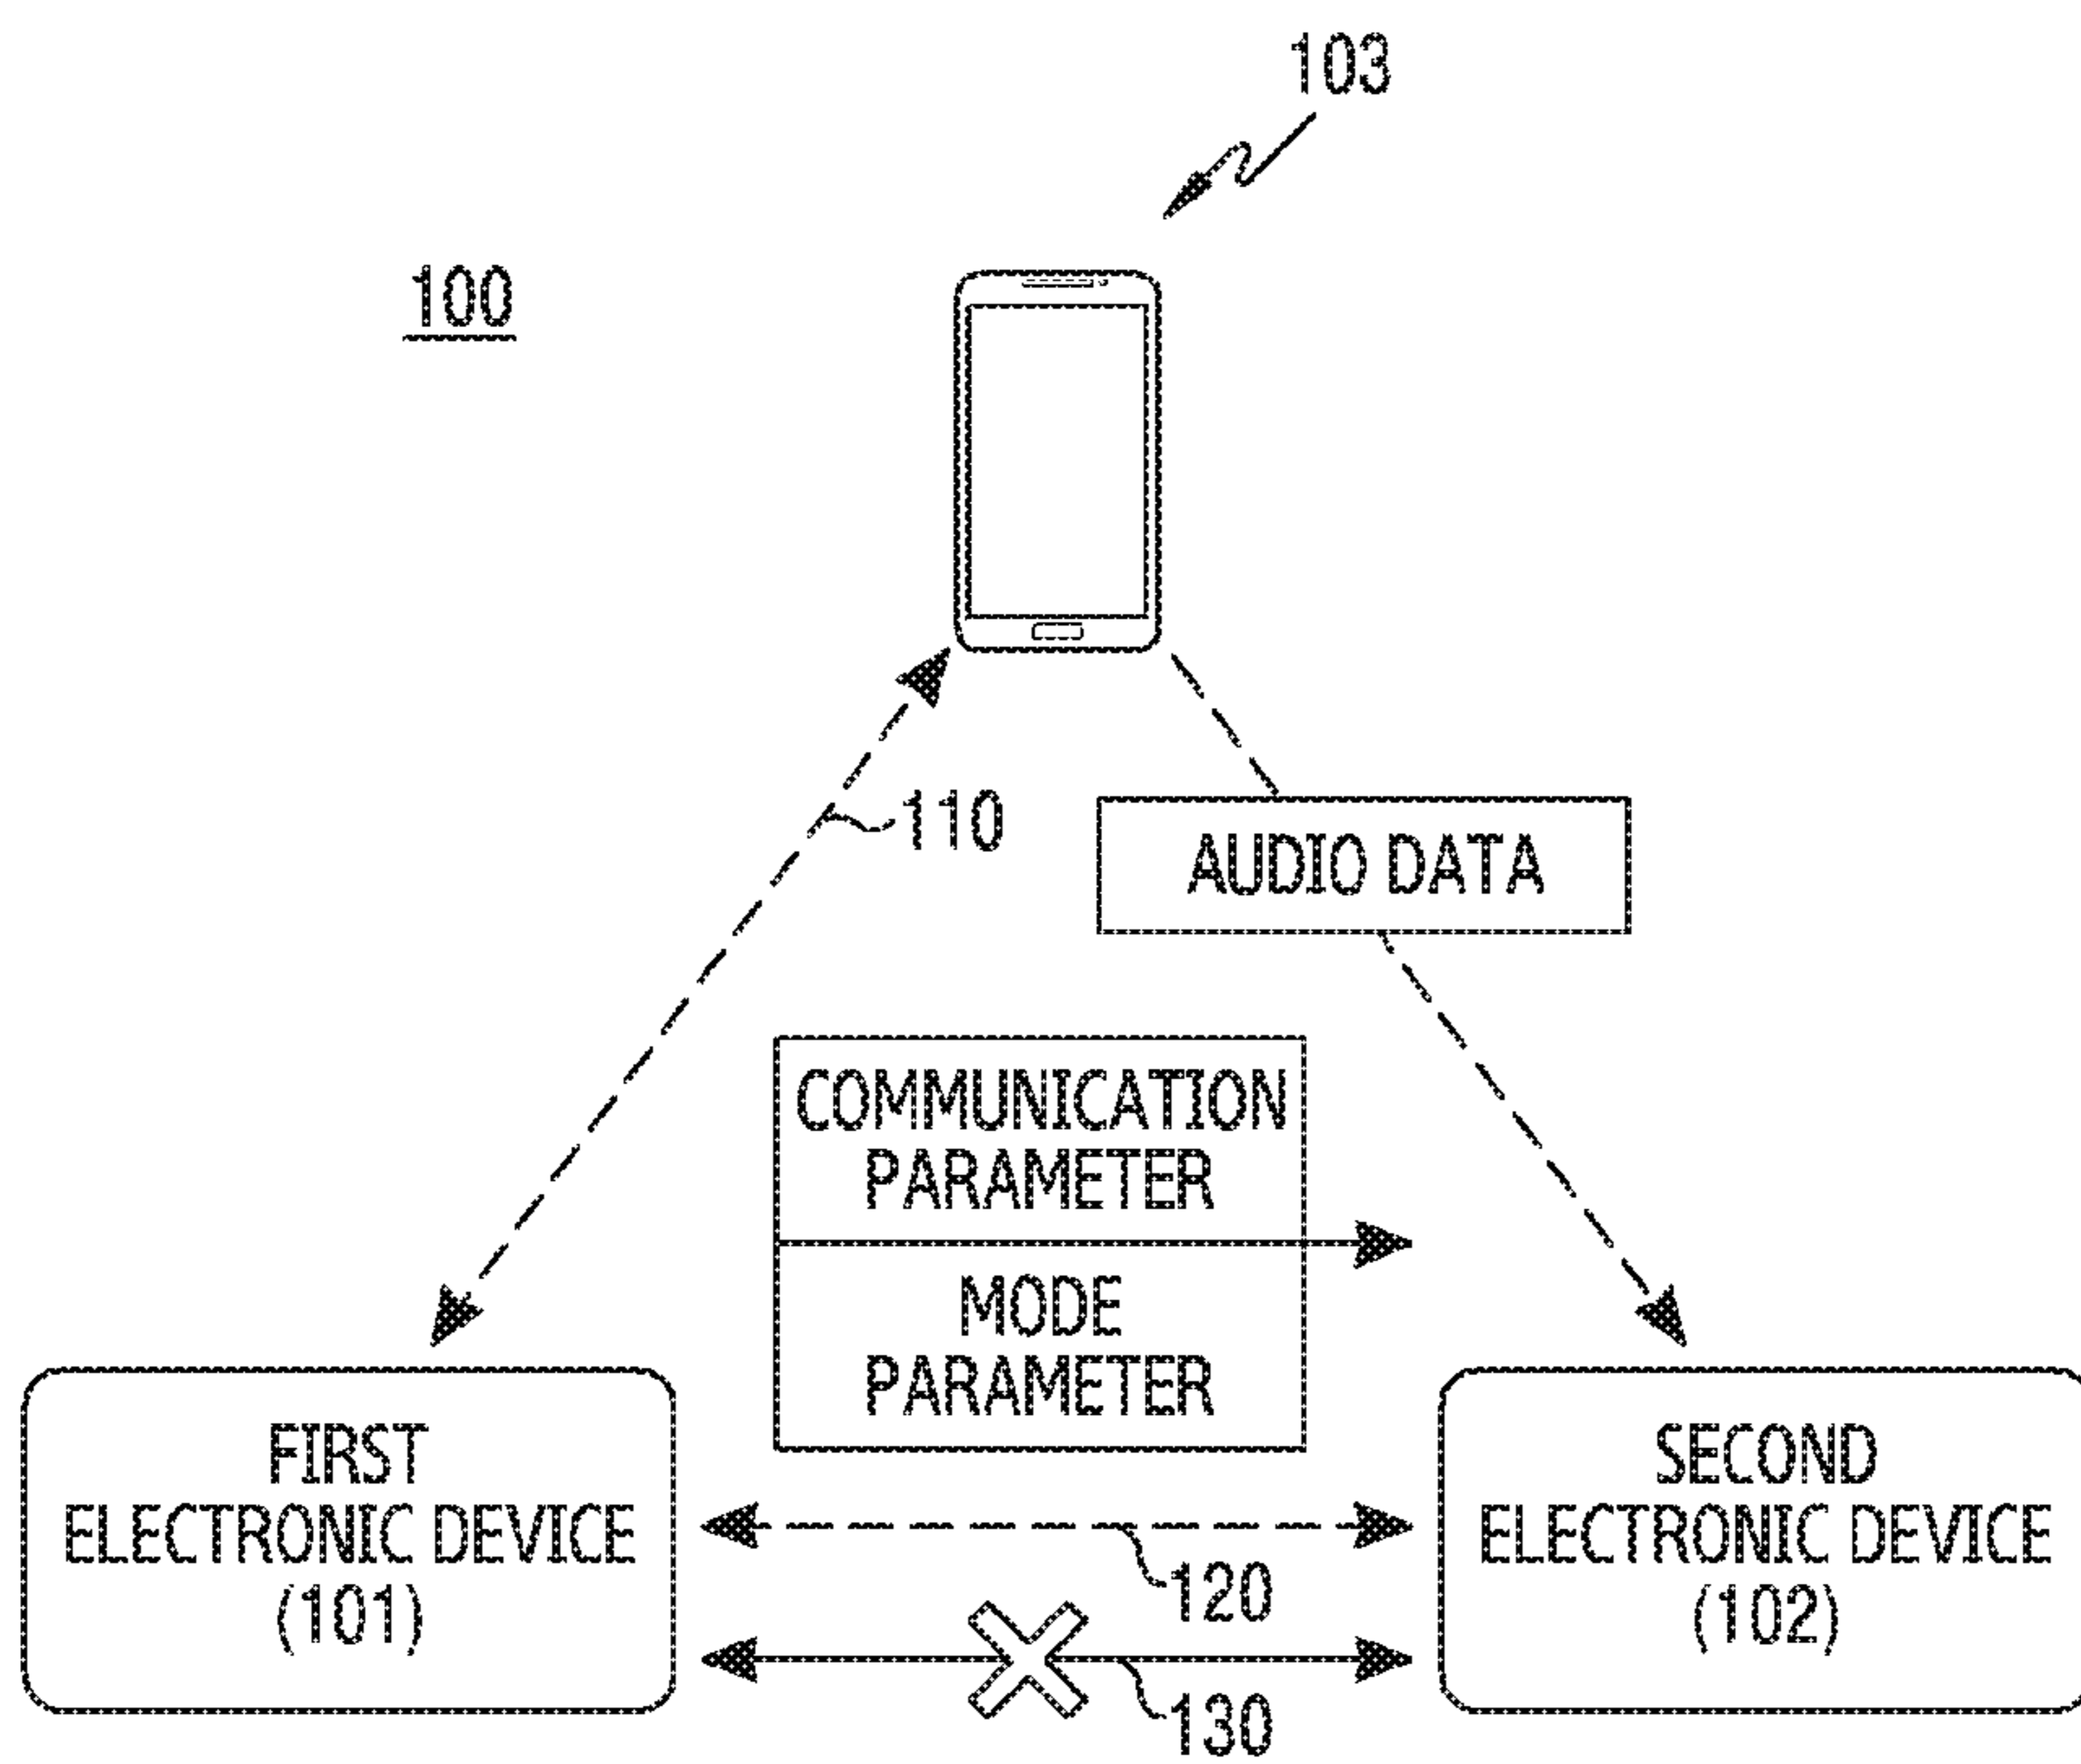 103
100
110
AUDIO DATA
COMMUNICATION
PARAMETER
MODE
PARAMETER
FIRST
ELECTRONIC DEVICE
(101)
SECOND
ELECTRONIC DEVICE
(102)
120
130